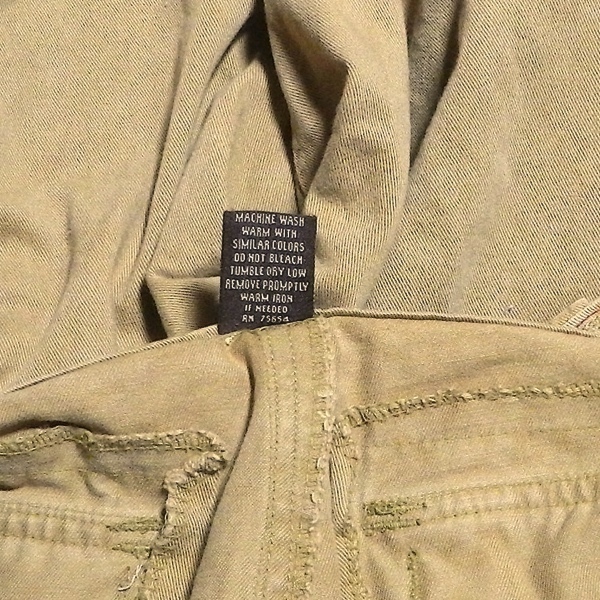 MACHINE WASH
WARM WITH
SIMILAR COLORS
DO NOT BLEACH
TUMBLE DRY LOW
REMOVE PROMPTLY
WARM IRON
IF NEEDED
RN 75654